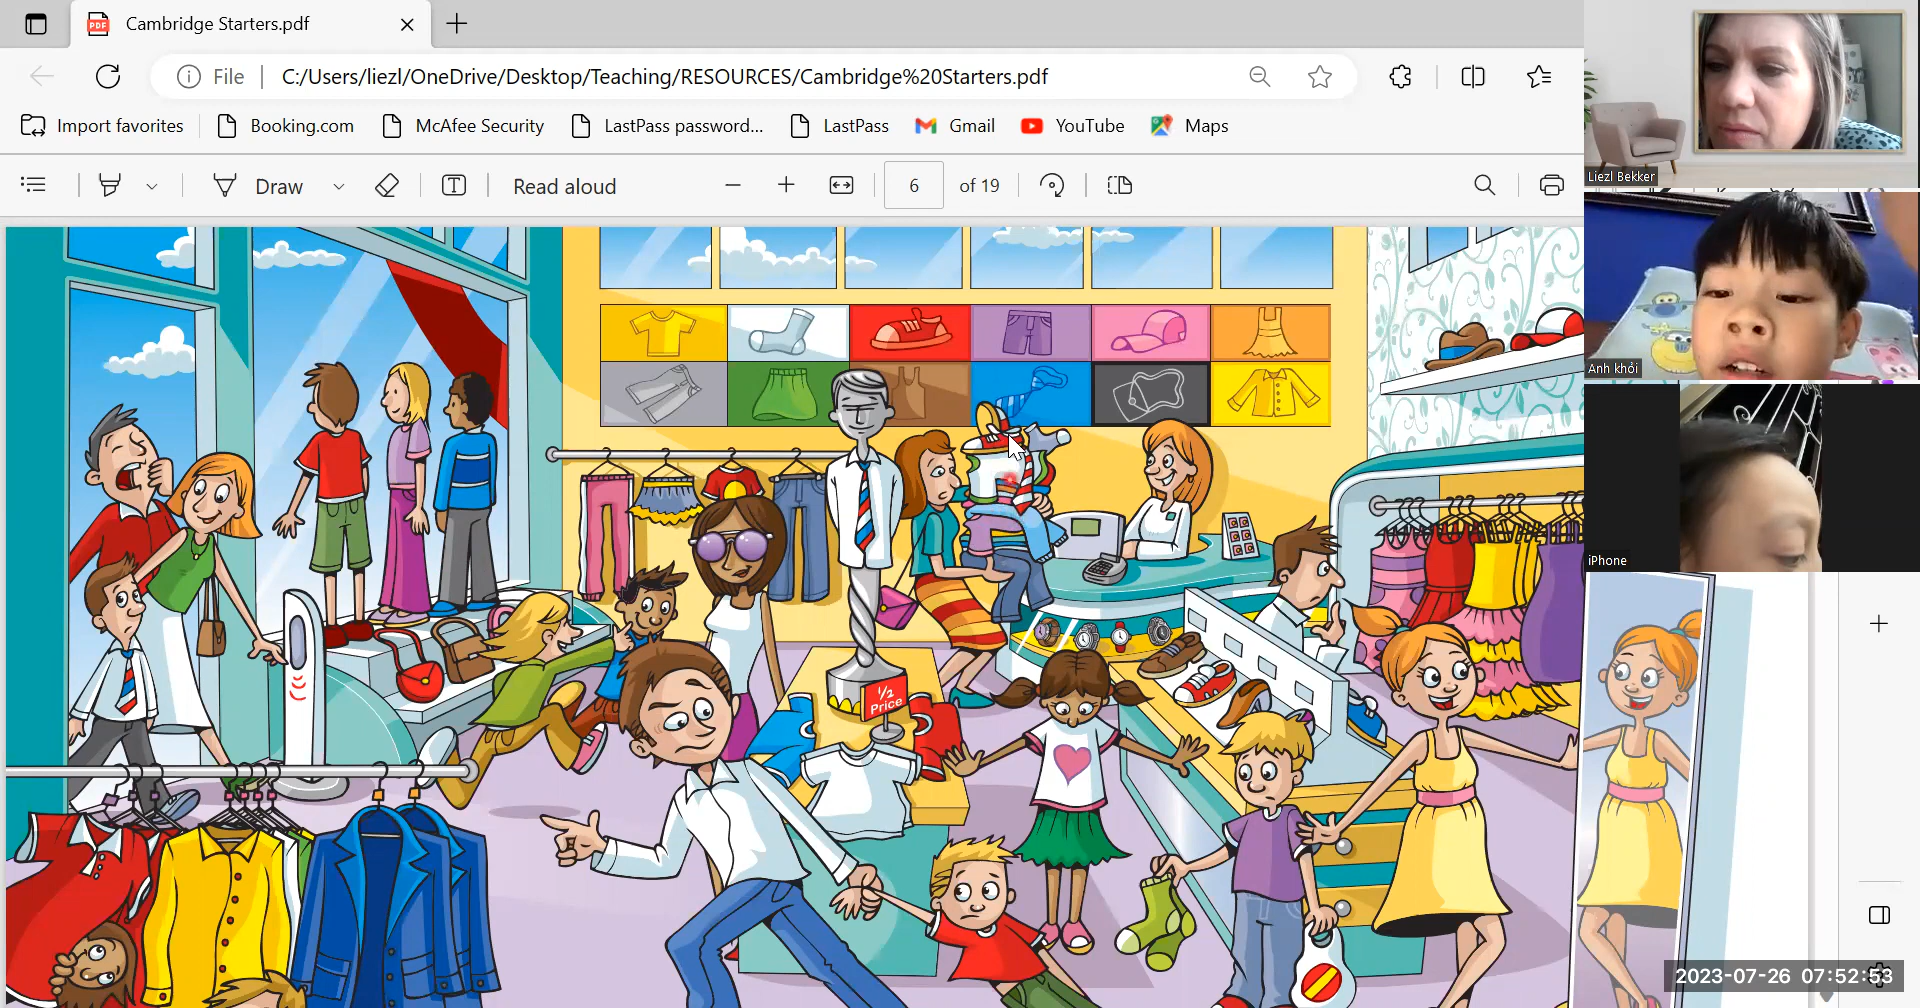 Cambridge Starters.pdf
File
C:/Users/liezl/OneDrive/Desktop/Teaching/RESOURCES/Cambridge%20Starters.pdf
Import favorites
Booking.com
McAfee Security
LastPass password...
LastPass
Gmail
YouTube
Maps
Draw
Read aloud
6
of 19
PDF
Liezl Bekker
Anh khỏi
iPhone
1/2
Price
2023-07-26 07:52:53